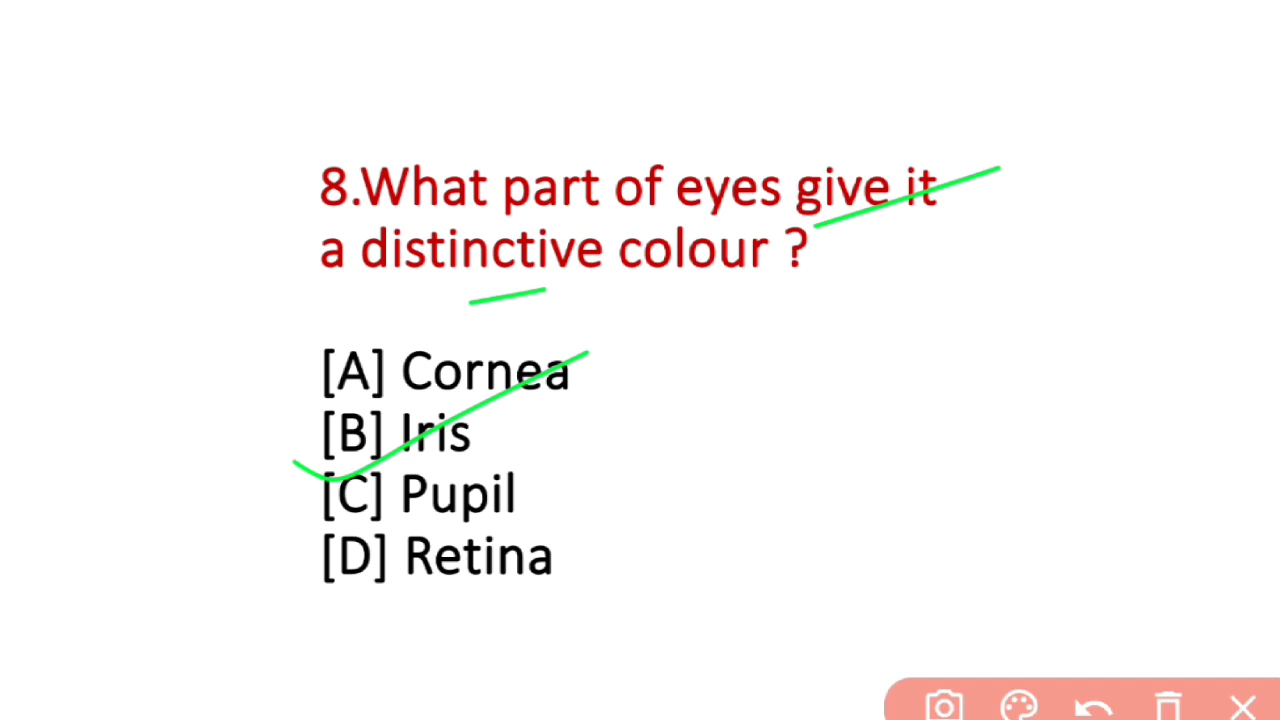 8.What part of eyes give it
a distinctive colour ?
[A] Cornea
[B] Iris
[C] Pupil
[D] Retina